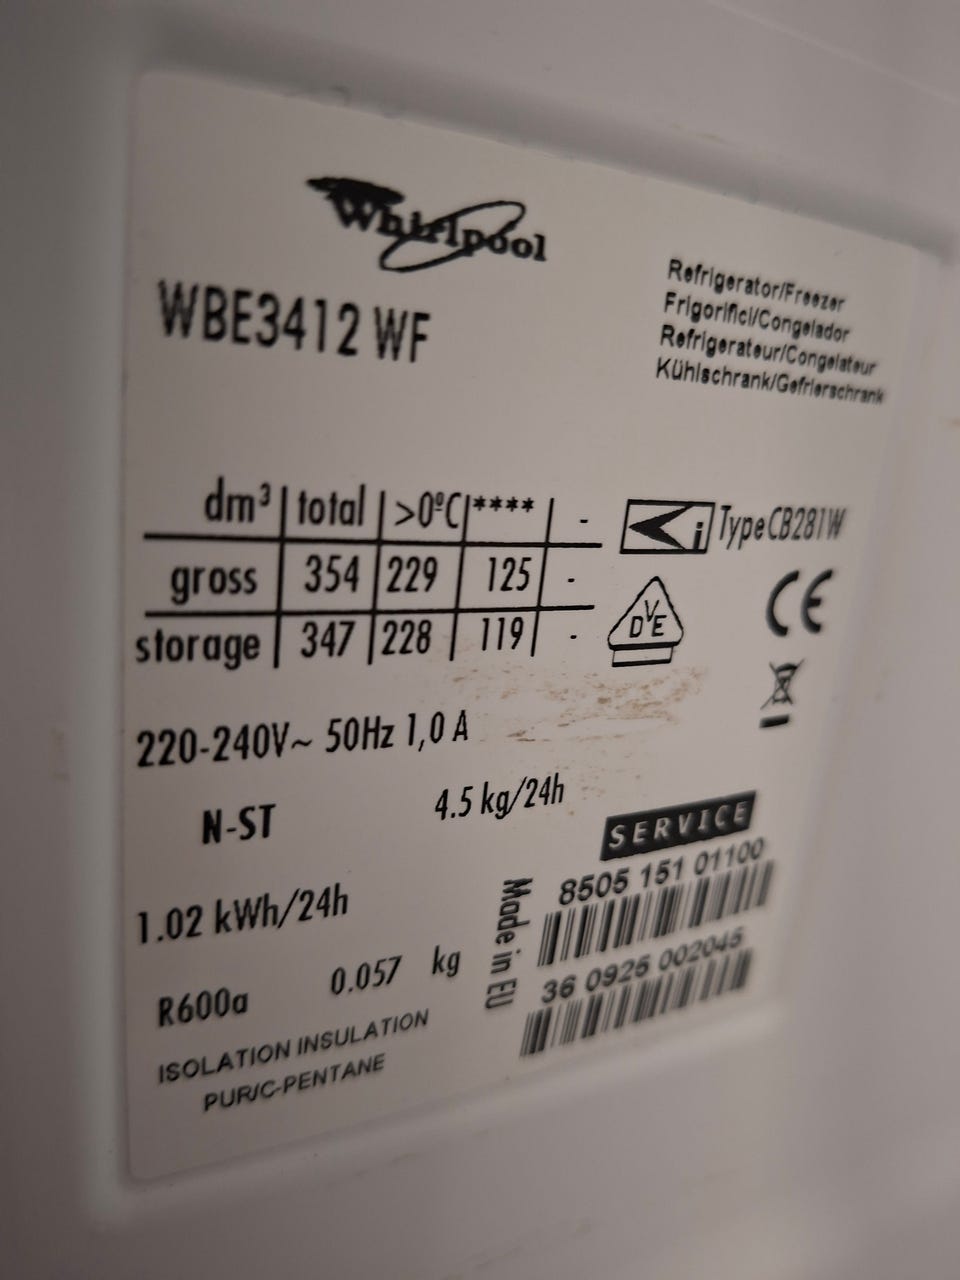 Whirlpool
WBE3412 WF
Refrigerator/Freezer
Frigorifici/Congelador
Refrigerateur/Congelateur
Kühlschrank/Gefrierschrank
dm³ | total | >0ºC | **** | -
gross | 354 | 229 | 125 | -
storage | 347 | 228 | 119 | -
i Type CB281W
DVE
CE
220-240V~ 50Hz 1,0 A
N-ST 4.5 kg/24h
SERVICE
8505 151 01100
1.02 kWh/24h
Made in EU
36 0925 002045
R600a 0.057 kg
ISOLATION INSULATION
PUR/C-PENTANE